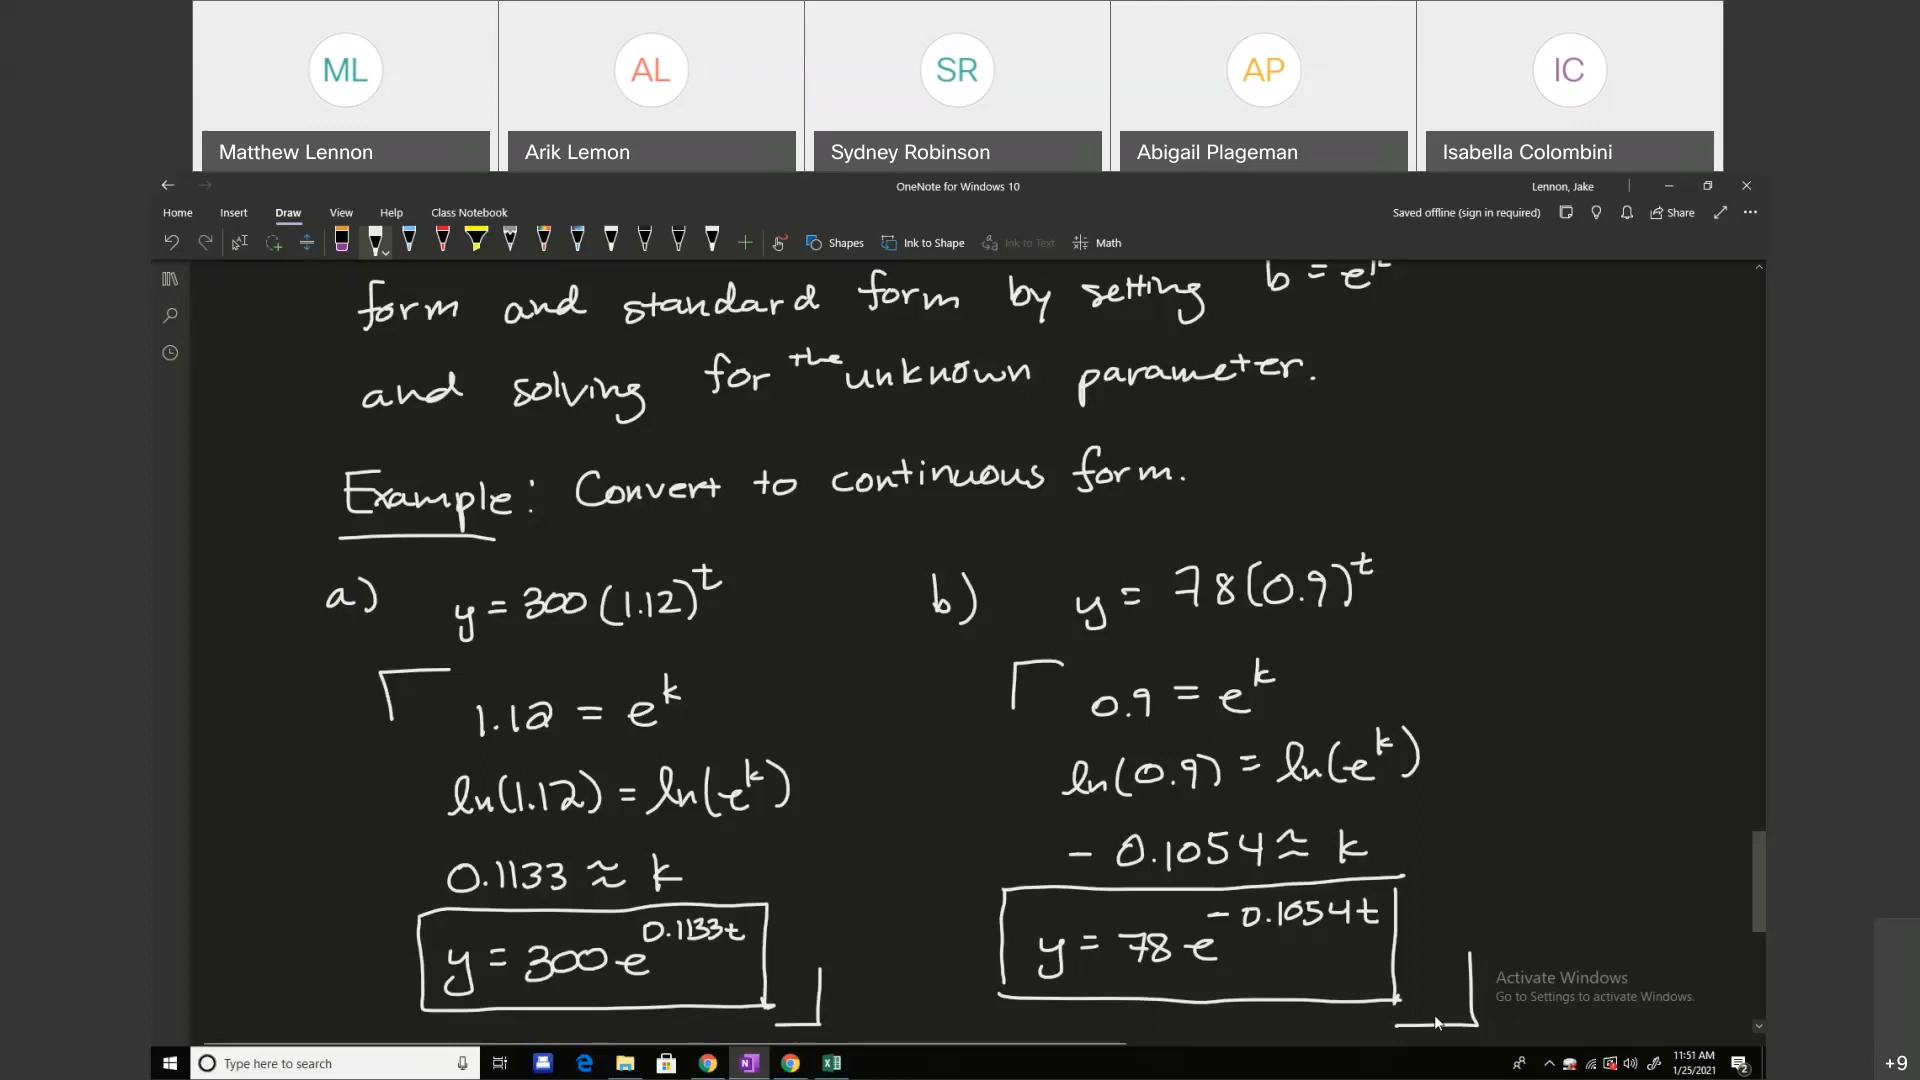 ML AL SR AP IC
Matthew Lennon Arik Lemon Sydney Robinson Abigail Plageman Isabella Colombini
OneNote for Windows 10 Lennon, Jake
Home Insert Draw View Help Class Notebook Saved offline (sign in required) Share
Shapes Ink to Shape Ink to Text Math
form and standard form by setting b = e^k
and solving for the unknown parameter.
Example: Convert to continuous form.
a) y = 300(1.12)^t b) y = 78(0.9)^t
1.12 = e^k 0.9 = e^k
ln(1.12) = ln(e^k) ln(0.9) = ln(e^k)
0.1133 ≈ k -0.1054 ≈ k
y = 300e^0.1133t y = 78e^-0.1054t
Activate Windows
Go to Settings to activate Windows.
Type here to search 11:51 AM
1/25/2021 2
+9